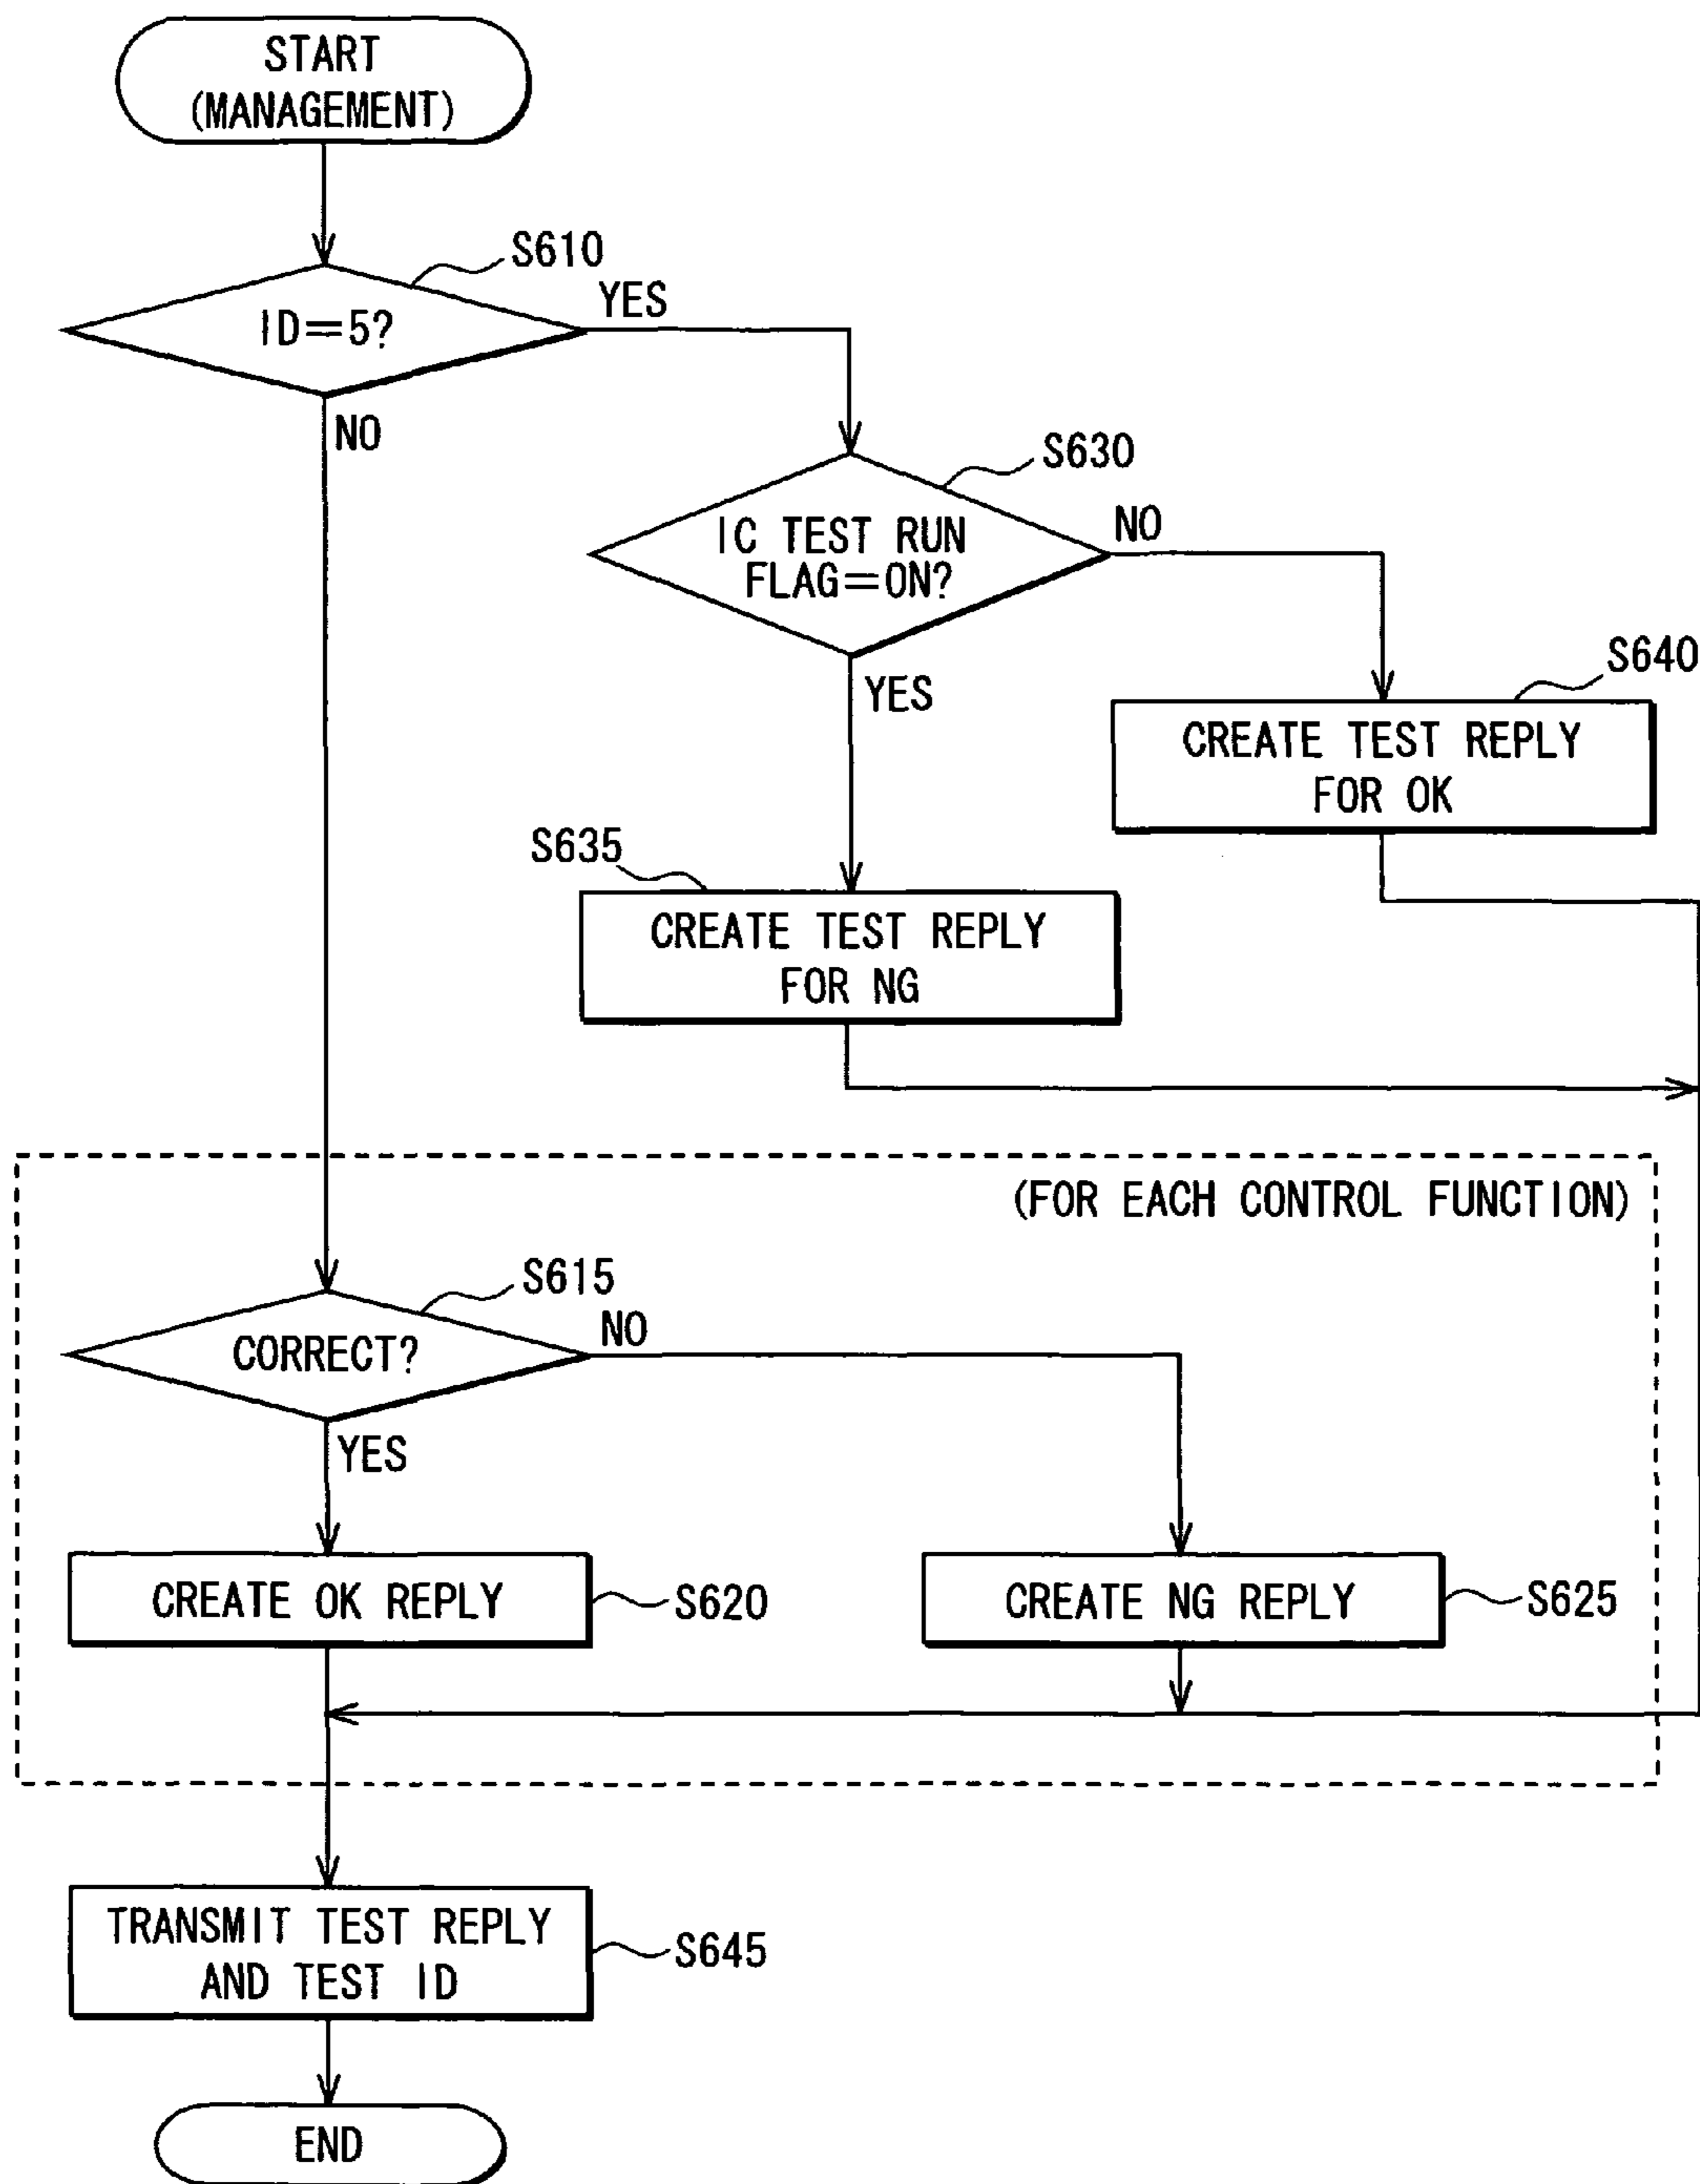 START
(MANAGEMENT)
S610
ID=5?
YES
NO
S630
IC TEST RUN
FLAG=ON?
NO
YES
S640
CREATE TEST REPLY
FOR OK
S635
CREATE TEST REPLY
FOR NG
(FOR EACH CONTROL FUNCTION)
S615
CORRECT?
NO
YES
CREATE OK REPLY
S620
CREATE NG REPLY
S625
TRANSMIT TEST REPLY
AND TEST ID
S645
END